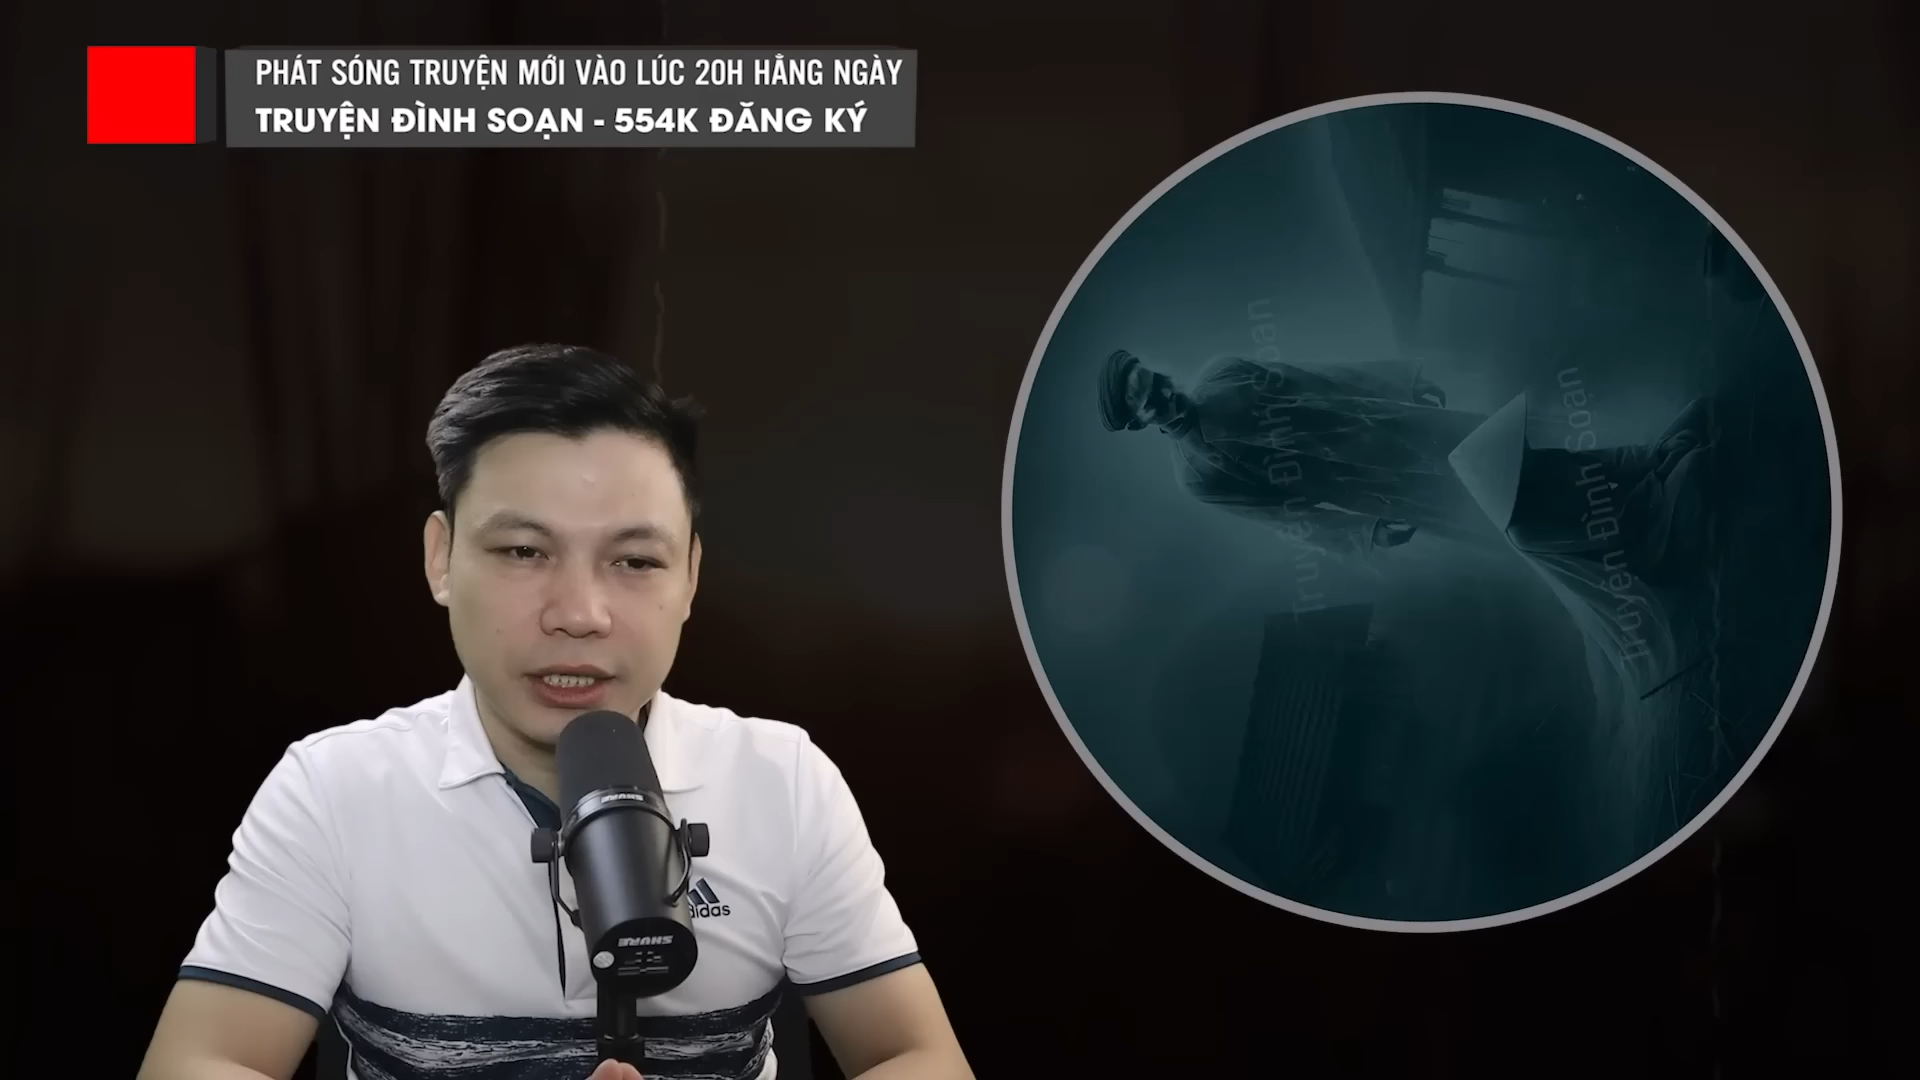 PHÁT SÓNG TRUYỆN MỚI VÀO LÚC 20H HẰNG NGÀY
TRUYỆN ĐÌNH SOẠN - 554K ĐĂNG KÝ
Truyện Đình Soạn
Truyện Đình Soạn
SHURE
adidas
SHURE